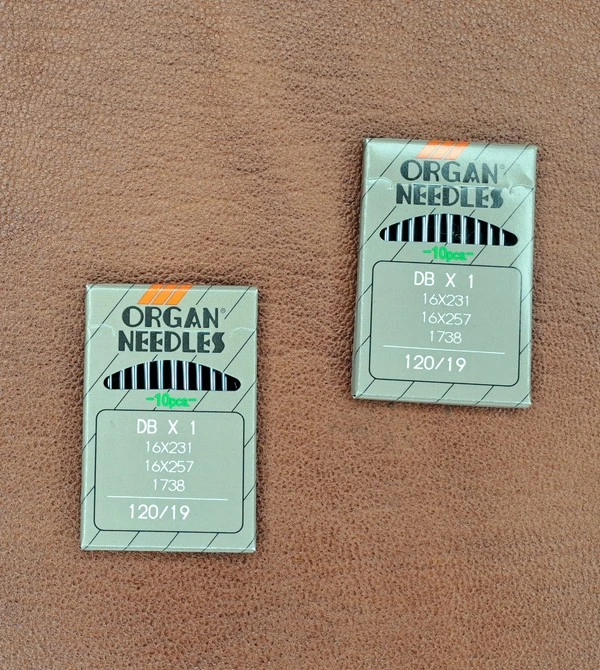 ORGAN®
NEEDLES
-10pcs-
DB X 1
16X231
16X257
1738
120/19
ORGAN®
NEEDLES
-10pcs-
DB X 1
16X231
16X257
1738
120/19